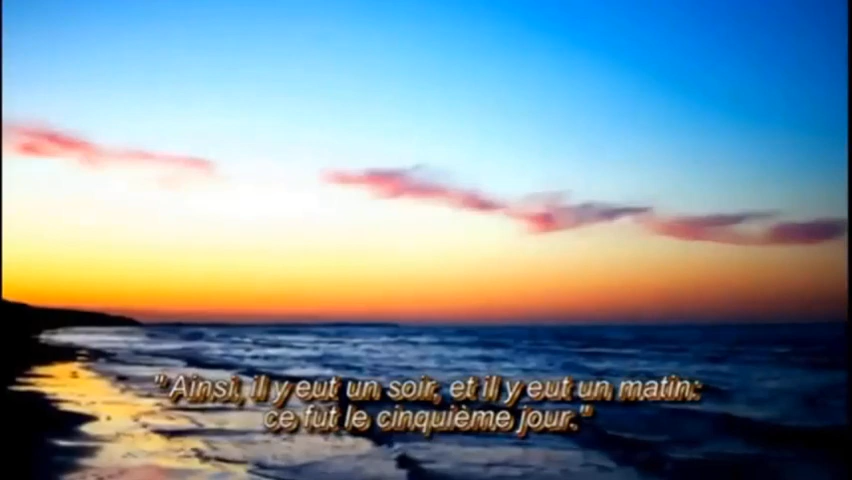 "Ainsi, il y eut un soir, et il y eut un matin:
ce fut le cinquième jour."